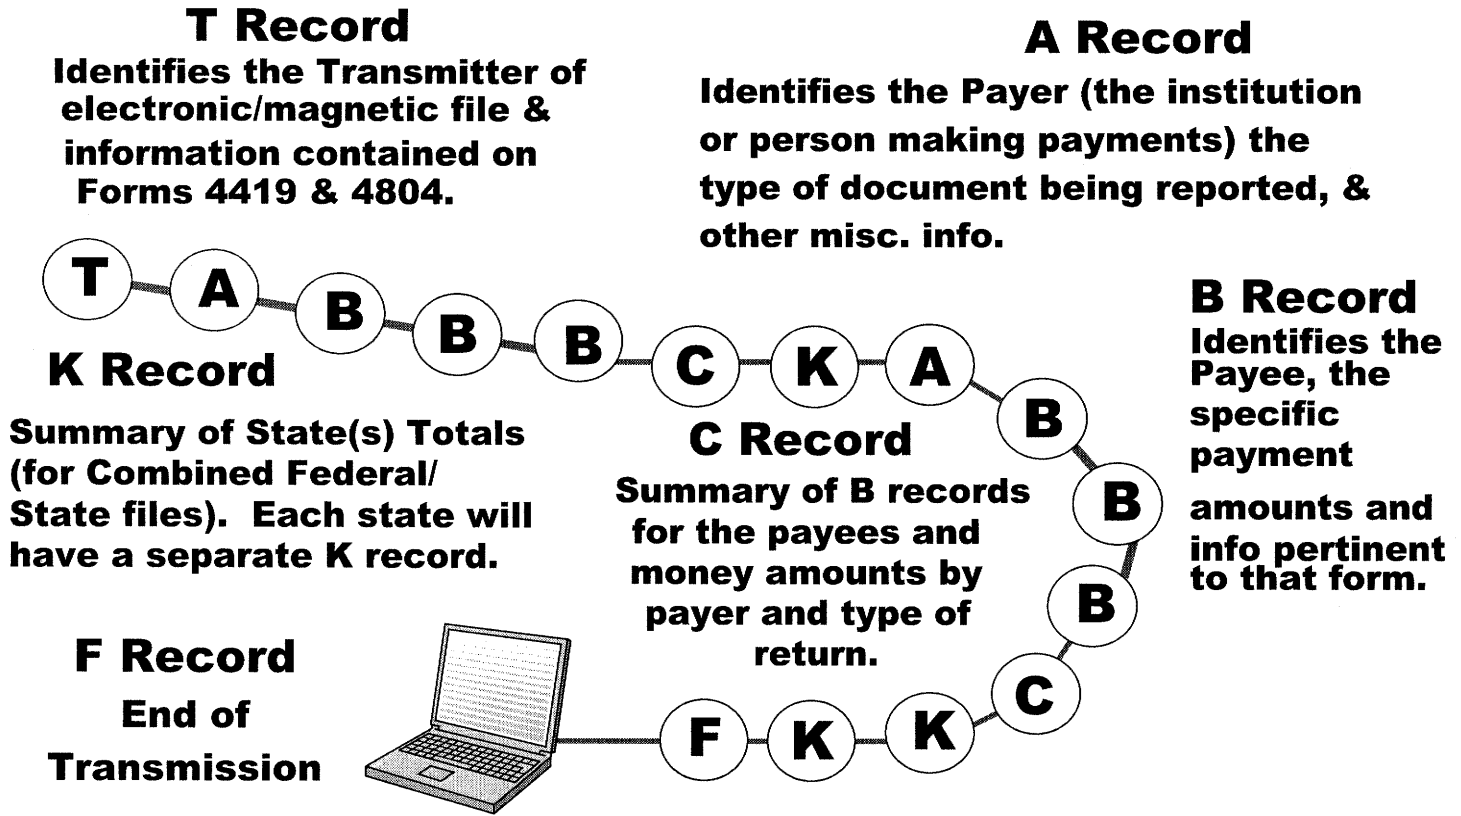 T Record
Identifies the Transmitter of
electronic/magnetic file &
information contained on
Forms 4419 & 4804.
A Record
Identifies the Payer (the institution
or person making payments) the
type of document being reported, &
other misc. info.
T
A
B
B
B
C
K
A
B
B
B
C
K
K
F
B Record
Identifies the
Payee, the
specific
payment
amounts and
info pertinent
to that form.
K Record
Summary of State(s) Totals
(for Combined Federal/
State files). Each state will
have a separate K record.
C Record
Summary of B records
for the payees and
money amounts by
payer and type of
return.
F Record
End of
Transmission